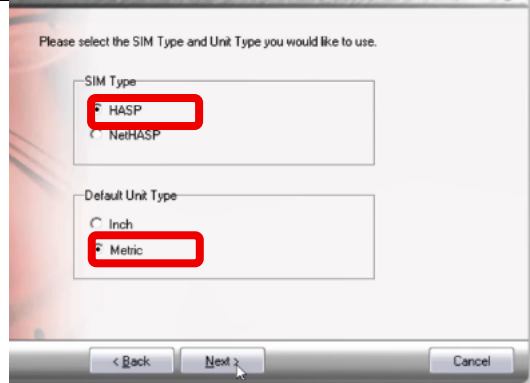 Please select the SIM Type and Unit Type you would like to use.
SIM Type
HASP
NetHASP
Default Unit Type
Inch
Metric
< Back
Next >
Cancel